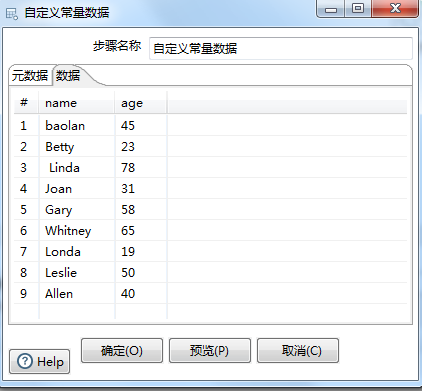 自定义常量数据
步骤名称 自定义常量数据
元数据 数据
# name age
1 baolan 45
2 Betty 23
3 Linda 78
4 Joan 31
5 Gary 58
6 Whitney 65
7 Londa 19
8 Leslie 50
9 Allen 40
Help 确定(O) 预览(P) 取消(C)